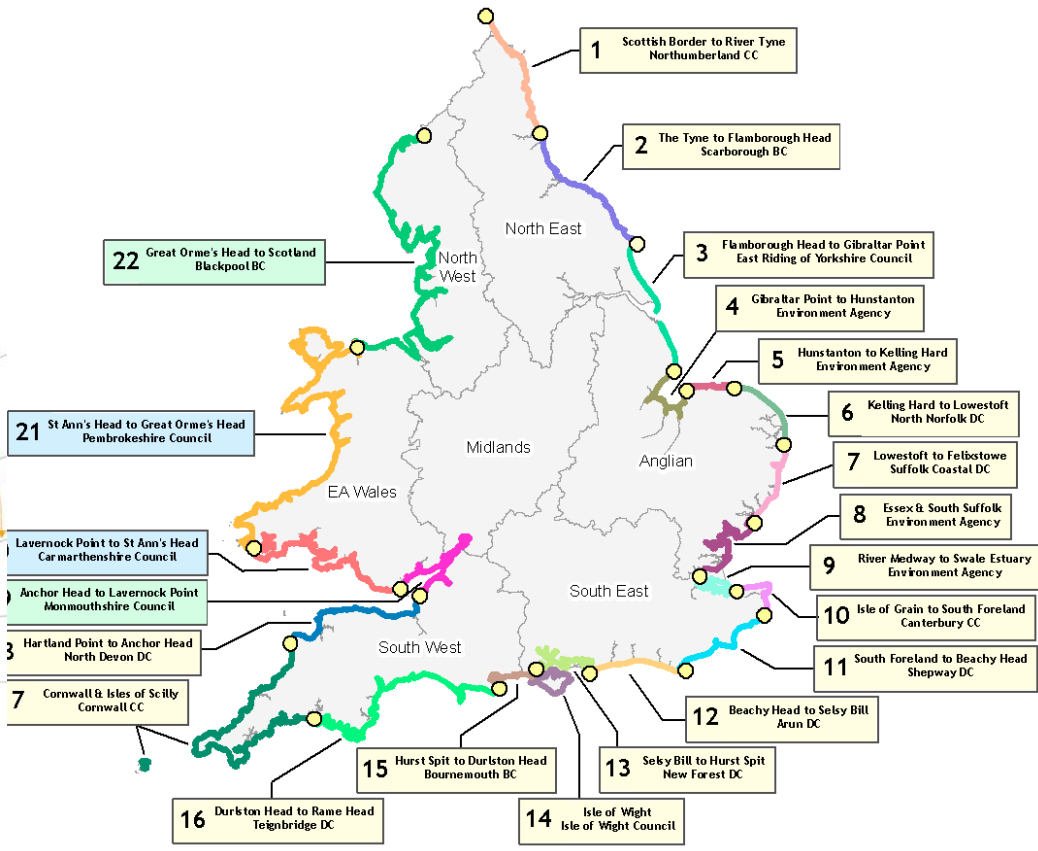 1
Scottish Border to River Tyne
Northumberland CC
2
The Tyne to Flamborough Head
Scarborough BC
North East
22
Great Orme's Head to Scotland
Blackpool BC
North
West
3
Flamborough Head to Gibraltar Point
East Riding of Yorkshire Council
4
Gibraltar Point to Hunstanton
Environment Agency
5
Hunstanton to Kelling Hard
Environment Agency
6
Kelling Hard to Lowestoft
North Norfolk DC
21
St Ann's Head to Great Orme's Head
Pembrokeshire Council
Midlands
Anglian
7
Lowestoft to Felixstowe
Suffolk Coastal DC
EA Wales
8
Essex & South Suffolk
Environment Agency
Lavernock Point to St Ann's Head
Carmarthenshire Council
9
River Medway to Swale Estuary
Environment Agency
Anchor Head to Lavernock Point
Monmouthshire Council
South East
10
Isle of Grain to South Foreland
Canterbury CC
Hartland Point to Anchor Head
North Devon DC
South West
11
South Foreland to Beachy Head
Shepway DC
7
Cornwall & Isles of Scilly
Cornwall CC
12
Beachy Head to Selsy Bill
Arun DC
15
Hurst Spit to Durlston Head
Bournemouth BC
13
Selsy Bill to Hurst Spit
New Forest DC
16
Durlston Head to Rame Head
Teignbridge DC
14
Isle of Wight
Isle of Wight Council